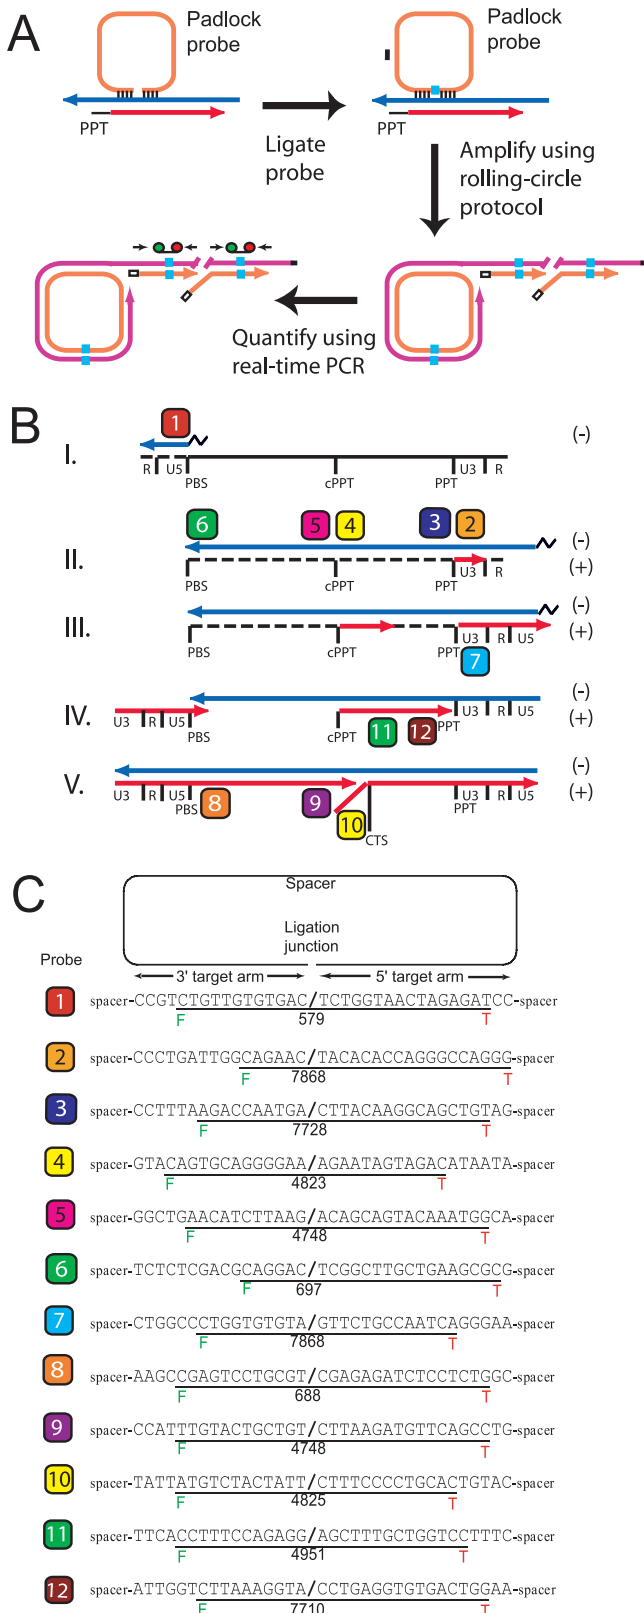 A
Padlock probe
Padlock probe
PPT
PPT
Ligate probe
Amplify using rolling-circle protocol
Quantify using real-time PCR
B
1
I.
(-)
R U5 PBS cPPT PPT U3 R
6 5 4 3 2
II.
(-)
(+)
PBS cPPT PPT U3 R
III.
(-)
(+)
PBS cPPT PPT U3 R U5
7
IV.
(-)
(+)
U3 R U5 PBS cPPT PPT U3 R U5
11 12
V.
(-)
(+)
U3 R U5 PBS PPT U3 R U5
8 9 10 CTS
C
Spacer
Ligation junction
Probe
3' target arm 5' target arm
1 spacer-CCGTCTGTTGTGTGAC/TCTGGTAACTAGAGATCC-spacer
F 579 T
2 spacer-CCCTGATTGGCAGAAC/TACACACCAGGGCCAGGG-spacer
F 7868 T
3 spacer-CCTTTAAGACCAATGA/CTTACAAGGCAGCTGTAG-spacer
F 7728 T
4 spacer-GTACAGTGCAGGGGAA/AGAATAGTAGACATAATA-spacer
F 4823 T
5 spacer-GGCTGAACATCTTAAG/ACAGCAGTACAAATGGCA-spacer
F 4748 T
6 spacer-TCTCTCGACGCAGGAC/TCGGCTTGCTGAAGCGCG-spacer
F 697 T
7 spacer-CTGGCCCTGGTGTGTA/GTTCTGCCAATCAGGGAA-spacer
F 7868 T
8 spacer-AAGCCGAGTCCTGCGT/CGAGAGATCTCCTCTGGC-spacer
F 688 T
9 spacer-CCATTTGTACTGCTGT/CTTAAGATGTTCAGCCTG-spacer
F 4748 T
10 spacer-TATTATGTCTACTATT/CTTTCCCCTGCACTGTAC-spacer
F 4825 T
11 spacer-TTCACCTTTCCAGAGG/AGCTTTGCTGGTCCTTTC-spacer
F 4951 T
12 spacer-ATTGGTCTTAAAGGTA/CCTGAGGTGTGACTGGAA-spacer
F 7710 T